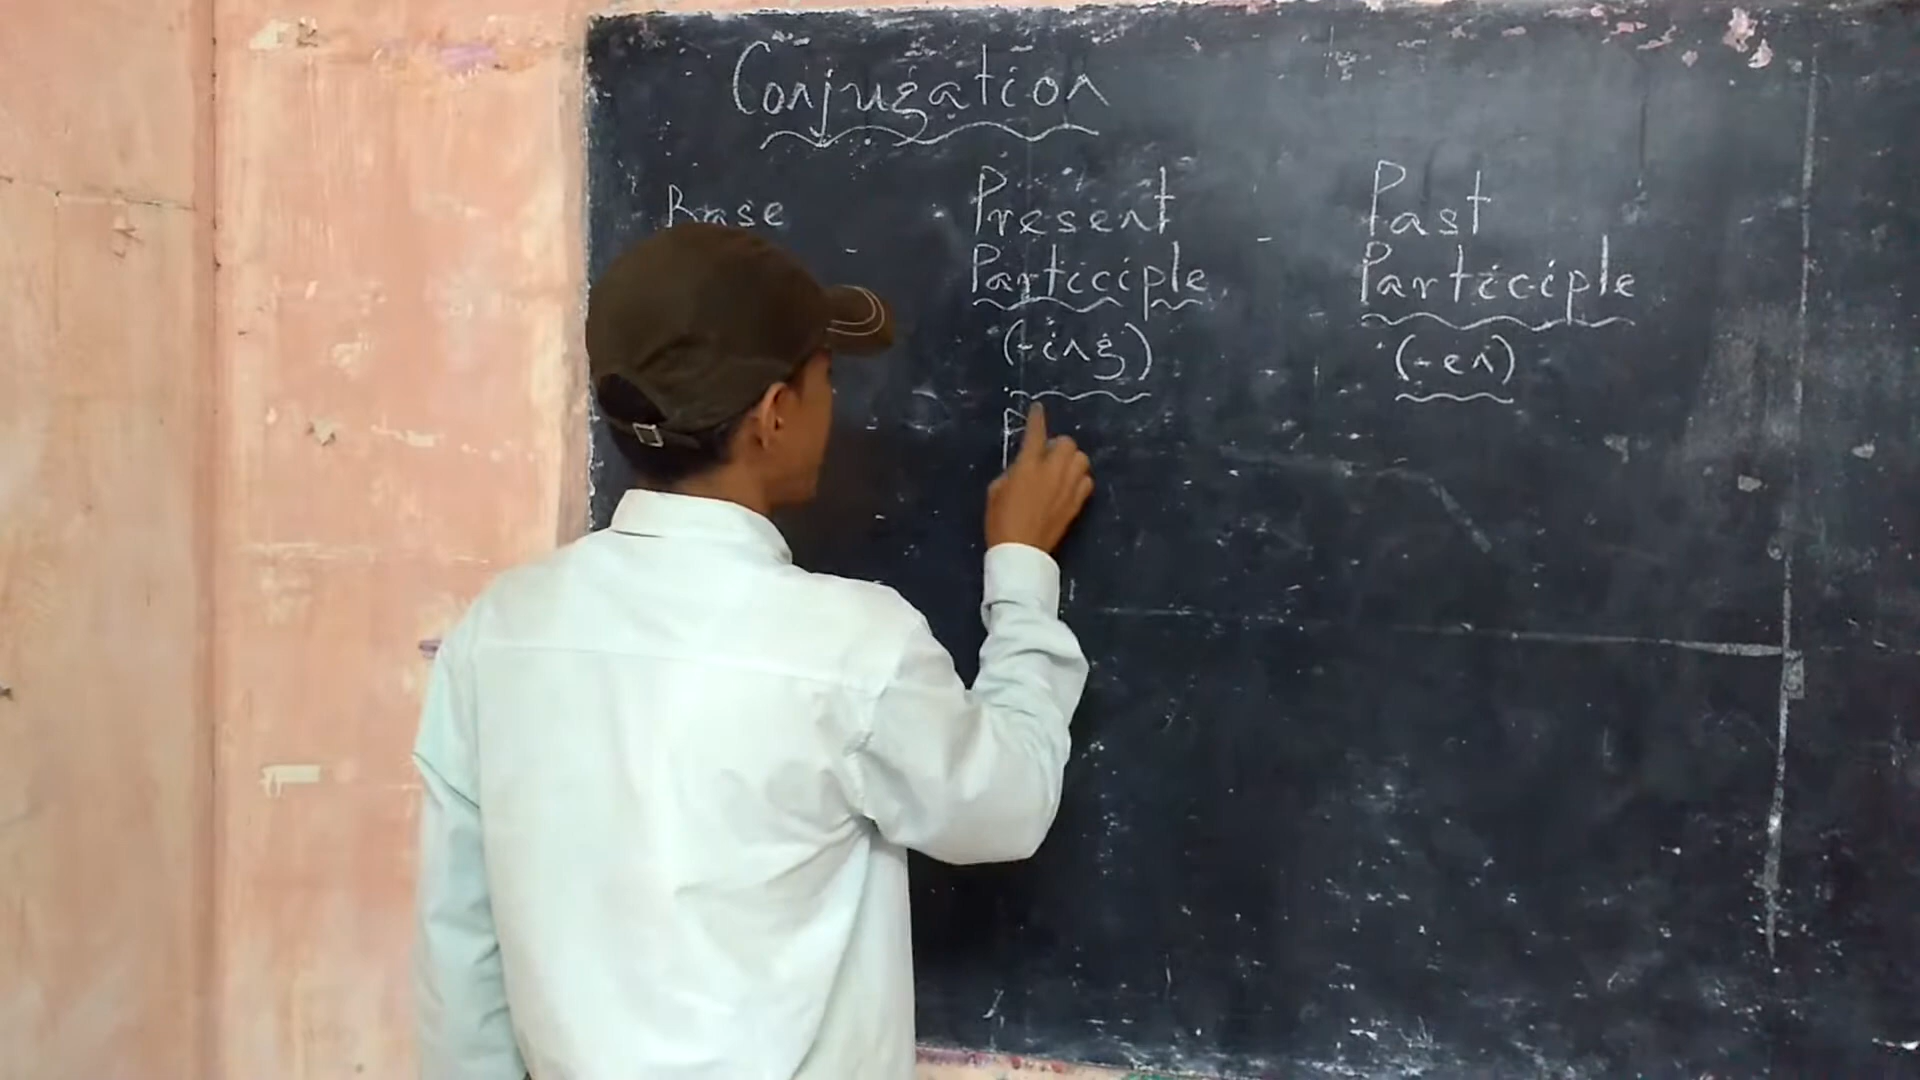 Conjugation
Base Present Past
Participle Participle
(-ing) (-en)
P